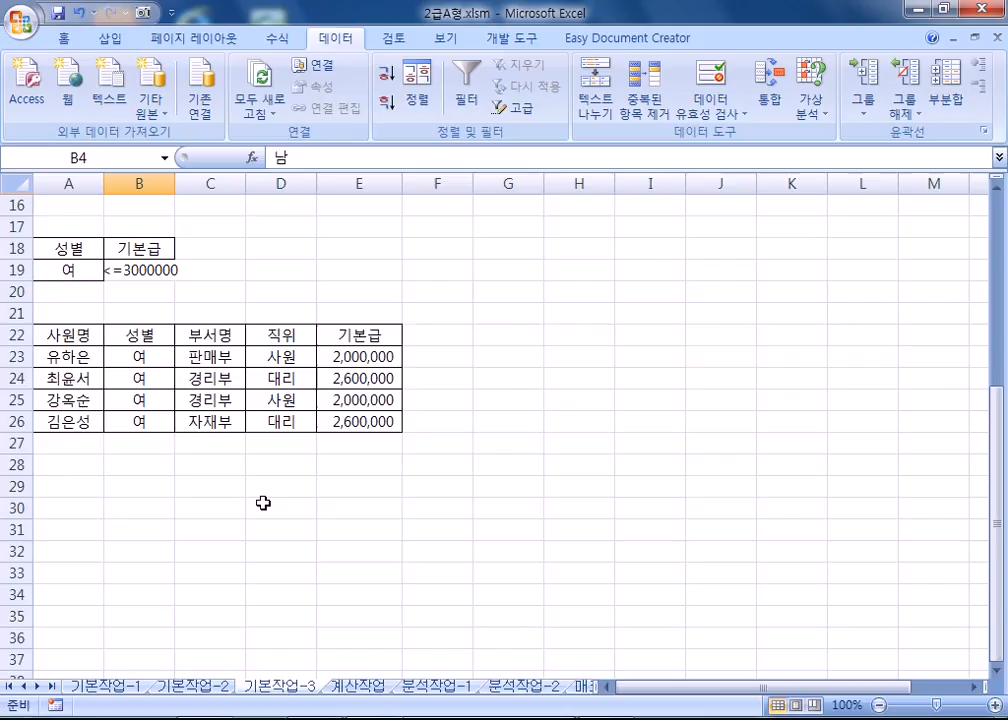 2급A형.xlsm - Microsoft Excel
홈 삽입 페이지 레이아웃 수식 데이터 검토 보기 개발 도구 Easy Document Creator
Access 웹 텍스트 기타 원본 기존 연결 모두 새로 고침 연결 속성 연결 편집 정렬 필터 지우기 다시 적용 고급 텍스트 나누기 중복된 항목 제거 데이터 유효성 검사 통합 가상 분석 그룹 그룹 해제 부분합
외부 데이터 가져오기 연결 정렬 및 필터 데이터 도구 윤곽선
B4 fx 남
A B C D E F G H I J K L M
16
17
18 성별 기본급
19 여 <=3000000
20
21
22 사원명 성별 부서명 직위 기본급
23 유하은 여 판매부 사원 2,000,000
24 최윤서 여 경리부 대리 2,600,000
25 강옥순 여 경리부 사원 2,000,000
26 김은성 여 자재부 대리 2,600,000
27
28
29
30
31
32
33
34
35
36
37
기본작업-1 기본작업-2 기본작업-3 계산작업 분석작업-1 분석작업-2
준비 100%